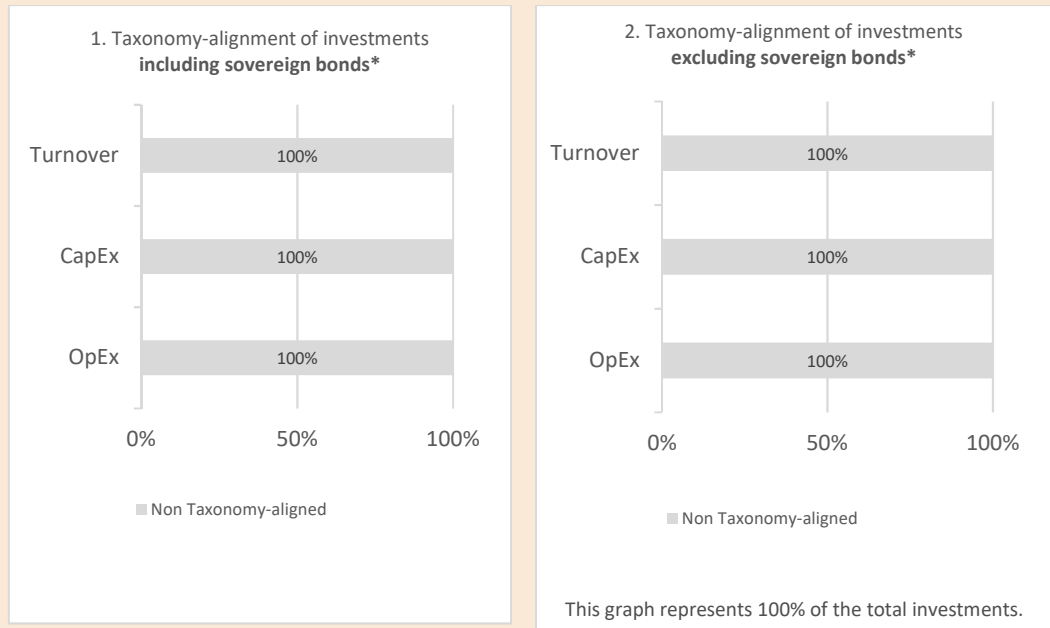 1. Taxonomy-alignment of investments
including sovereign bonds*
Turnover
100%
CapEx
100%
OpEx
100%
0%
50%
100%
Non Taxonomy-aligned
2. Taxonomy-alignment of investments
excluding sovereign bonds*
Turnover
100%
CapEx
100%
OpEx
100%
0%
50%
100%
Non Taxonomy-aligned
This graph represents 100% of the total investments.